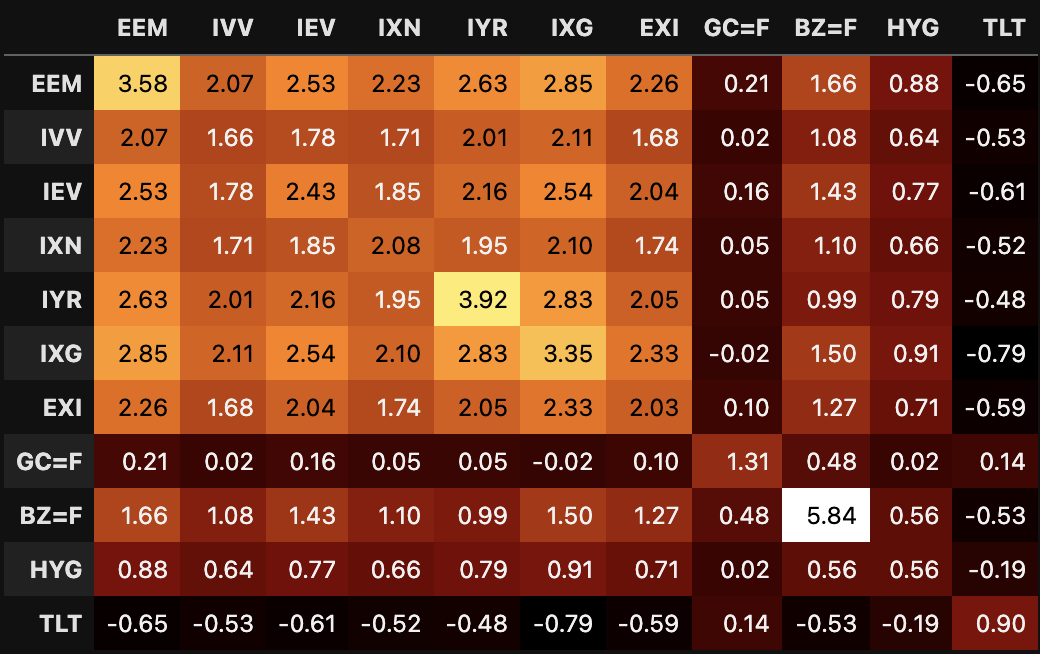 EEM IVV IEV IXN IYR IXG EXI GC=F BZ=F HYG TLT
EEM 3.58 2.07 2.53 2.23 2.63 2.85 2.26 0.21 1.66 0.88 -0.65
IVV 2.07 1.66 1.78 1.71 2.01 2.11 1.68 0.02 1.08 0.64 -0.53
IEV 2.53 1.78 2.43 1.85 2.16 2.54 2.04 0.16 1.43 0.77 -0.61
IXN 2.23 1.71 1.85 2.08 1.95 2.10 1.74 0.05 1.10 0.66 -0.52
IYR 2.63 2.01 2.16 1.95 3.92 2.83 2.05 0.05 0.99 0.79 -0.48
IXG 2.85 2.11 2.54 2.10 2.83 3.35 2.33 -0.02 1.50 0.91 -0.79
EXI 2.26 1.68 2.04 1.74 2.05 2.33 2.03 0.10 1.27 0.71 -0.59
GC=F 0.21 0.02 0.16 0.05 0.05 -0.02 0.10 1.31 0.48 0.02 0.14
BZ=F 1.66 1.08 1.43 1.10 0.99 1.50 1.27 0.48 5.84 0.56 -0.53
HYG 0.88 0.64 0.77 0.66 0.79 0.91 0.71 0.02 0.56 0.56 -0.19
TLT -0.65 -0.53 -0.61 -0.52 -0.48 -0.79 -0.59 0.14 -0.53 -0.19 0.90